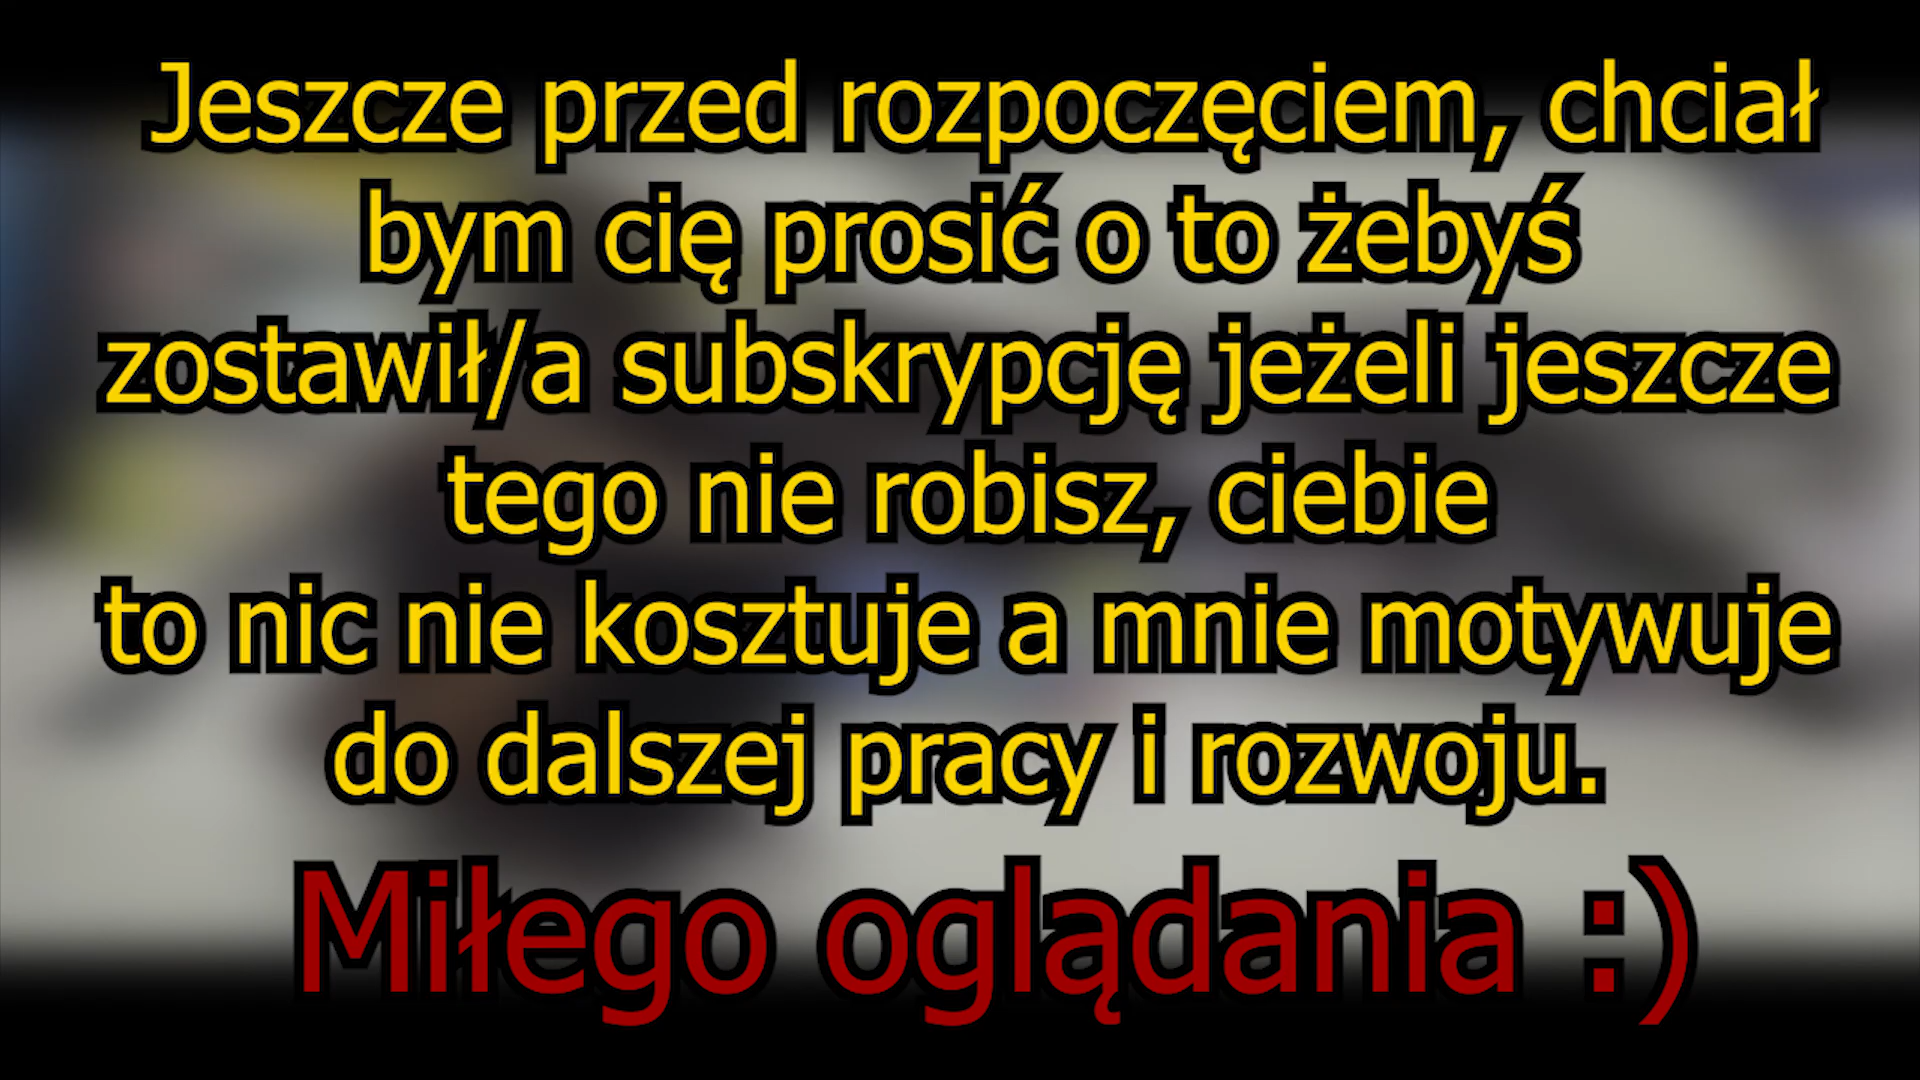 Jeszcze przed rozpoczęciem, chciał
bym cię prosić o to żebyś
zostawił/a subskrypcję jeżeli jeszcze
tego nie robisz, ciebie
to nic nie kosztuje a mnie motywuje
do dalszej pracy i rozwoju.
Miłego oglądania :)